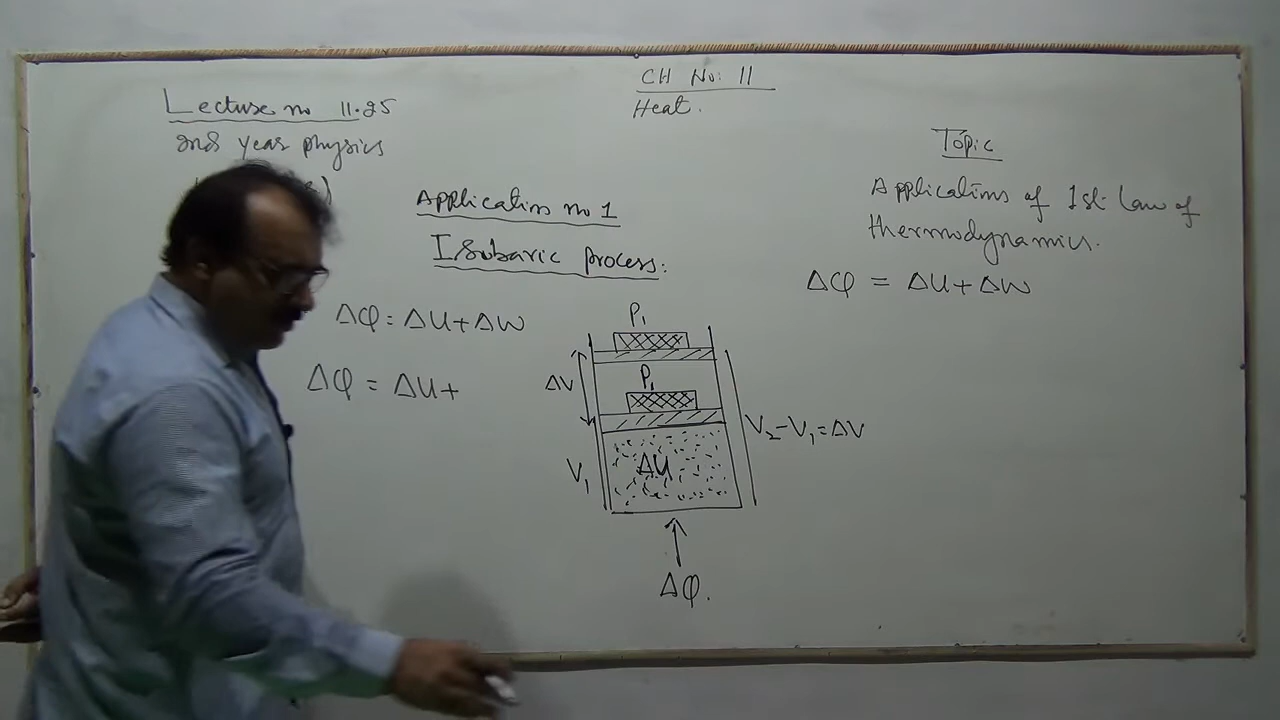 CH No: 11
Heat.
Lecture no 11.25
2nd year physics
Topic
Applications of 1st Law of
thermodynamics.
ΔQ = ΔU + ΔW
Application no 1
Isobaric process:
ΔQ = ΔU + ΔW
ΔQ = ΔU +
P₁
ΔV
P₁
V₂ - V₁ = ΔV
V₁
ΔU
ΔQ.